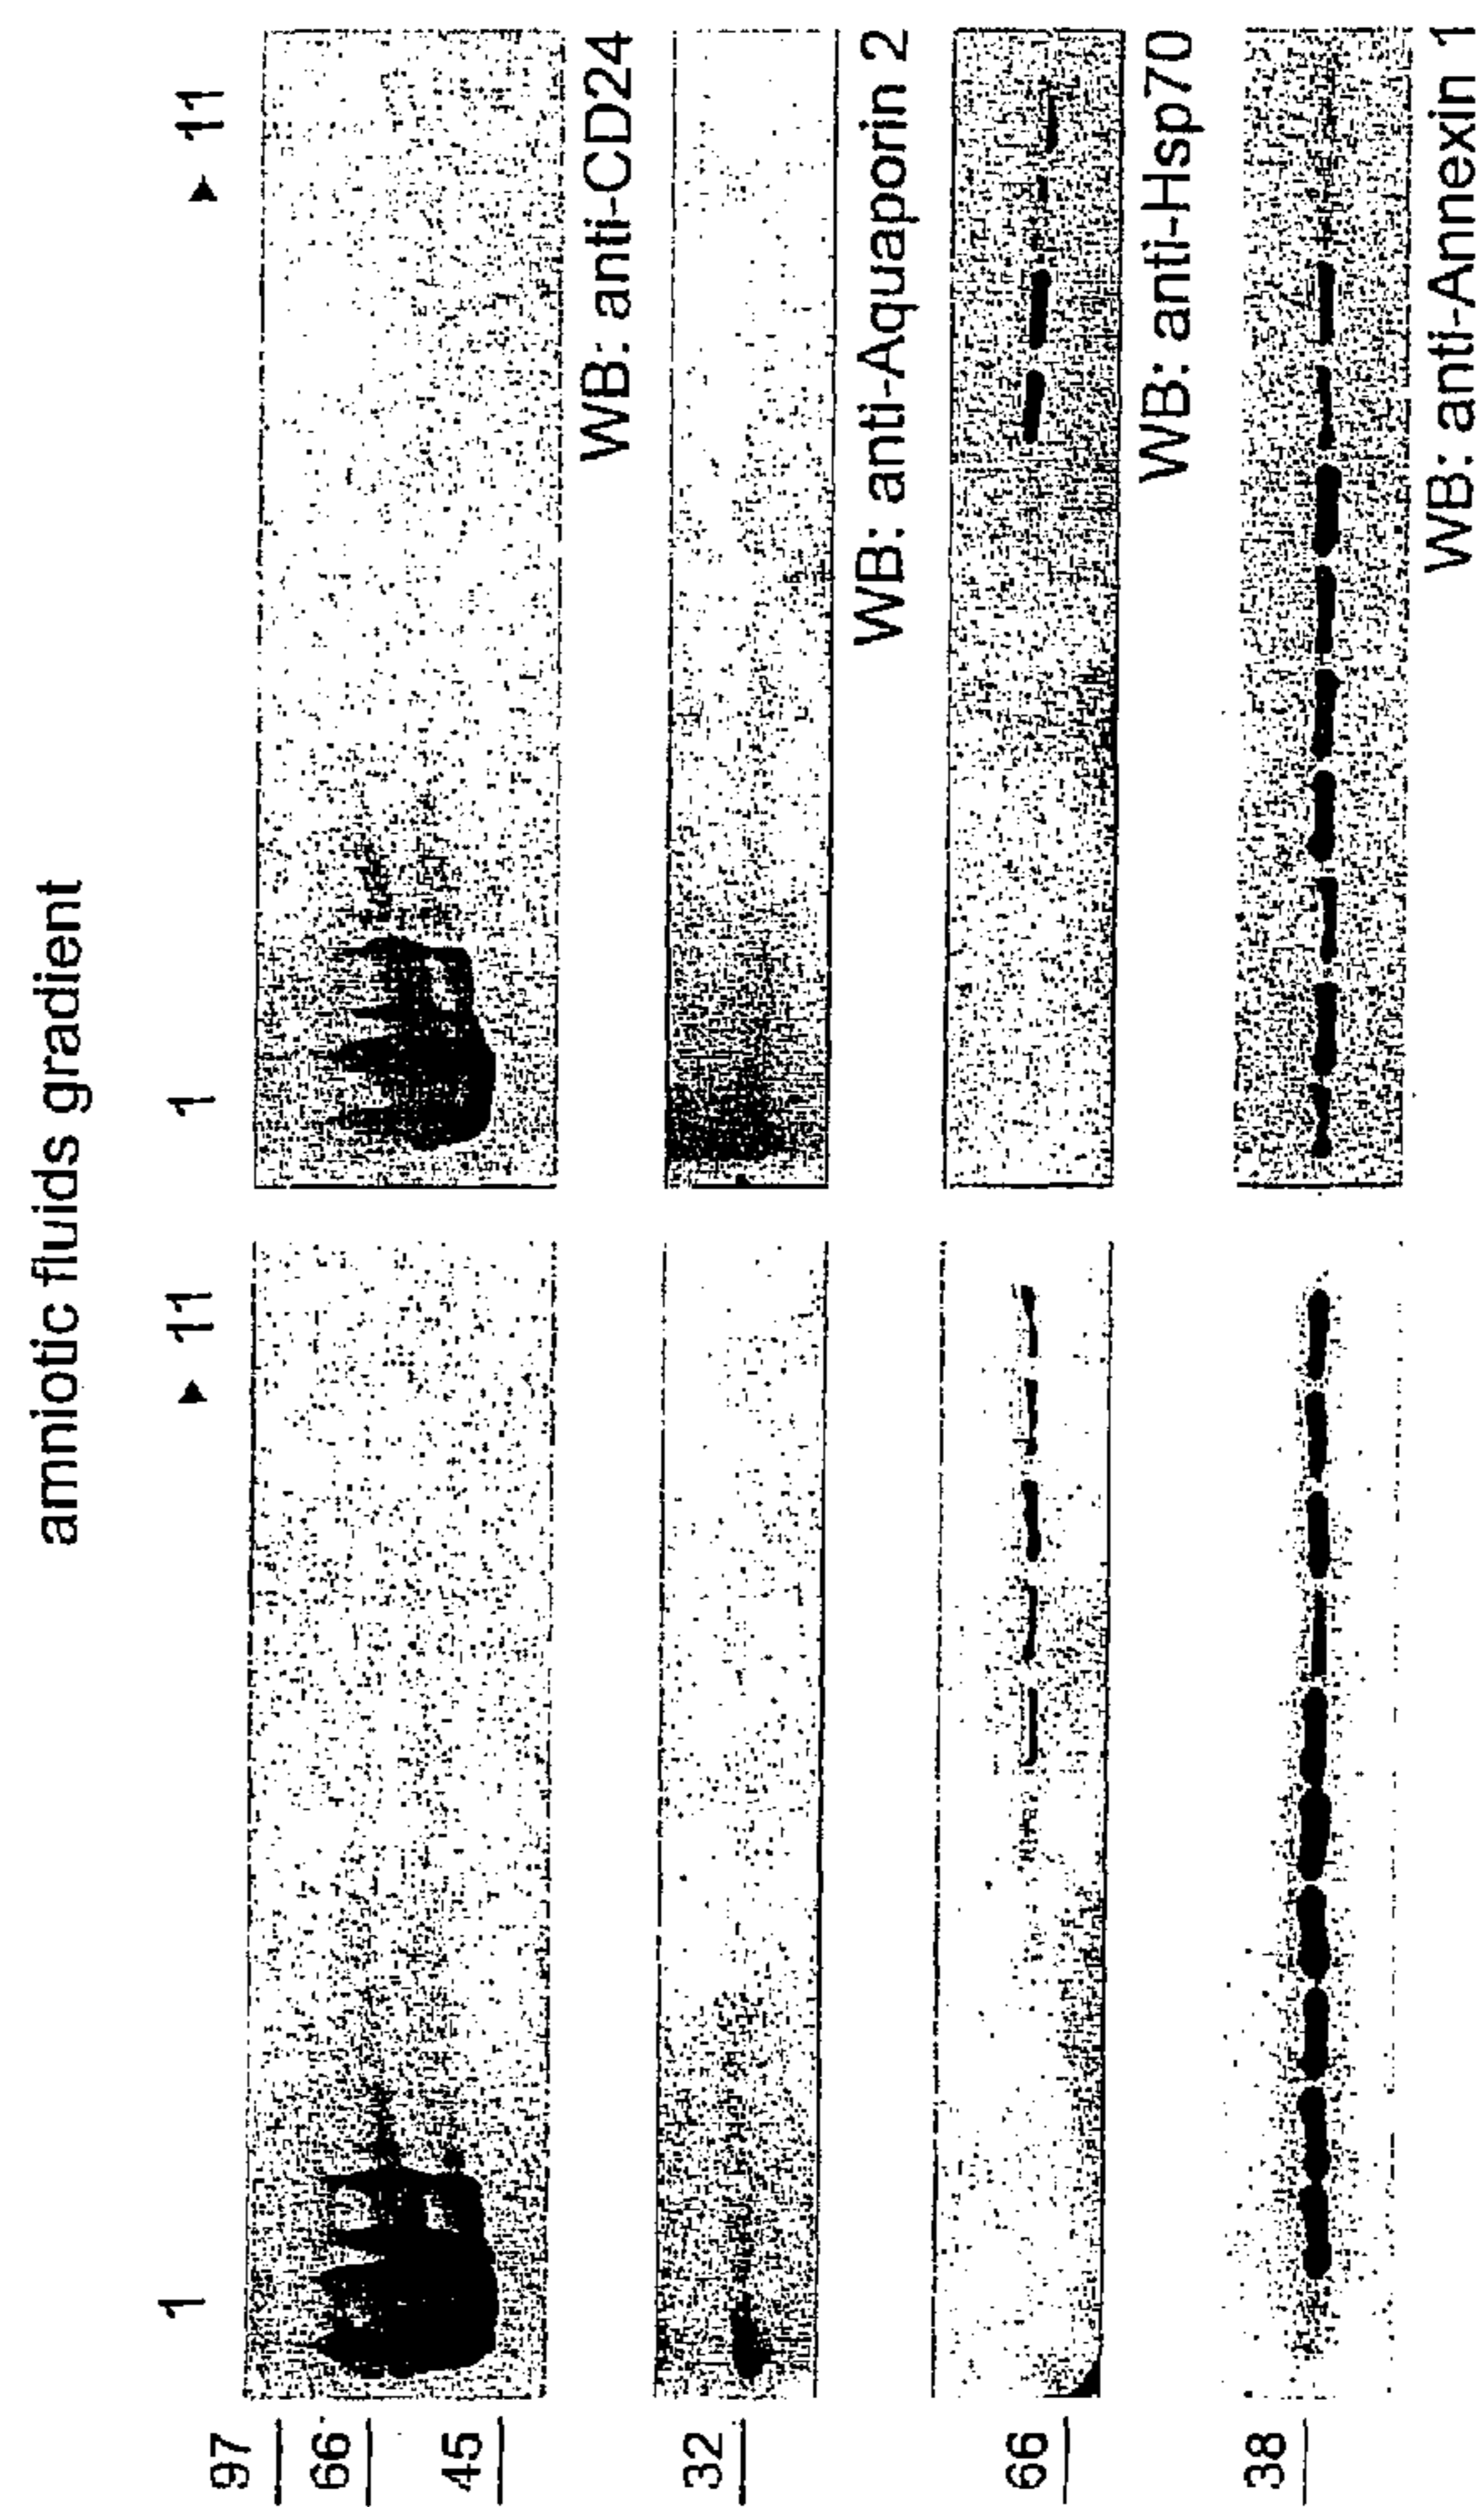 amniotic fluids gradient
1 ▸ 11 1 ▸ 11
97
66
45
WB: anti-CD24
32
WB: anti-Aquaporin 2
66
WB: anti-Hsp70
38
WB: anti-Annexin 1